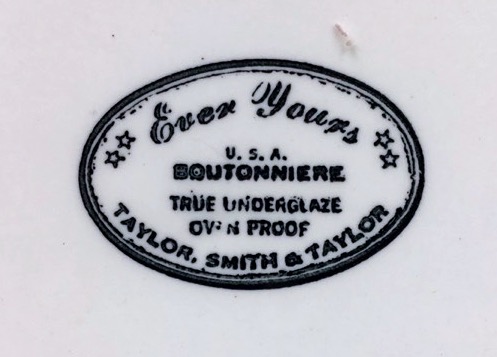 Ever Yours
U. S. A.
BOUTONNIERE
TRUE UNDERGLAZE
OVEN PROOF
TAYLOR, SMITH & TAYLOR